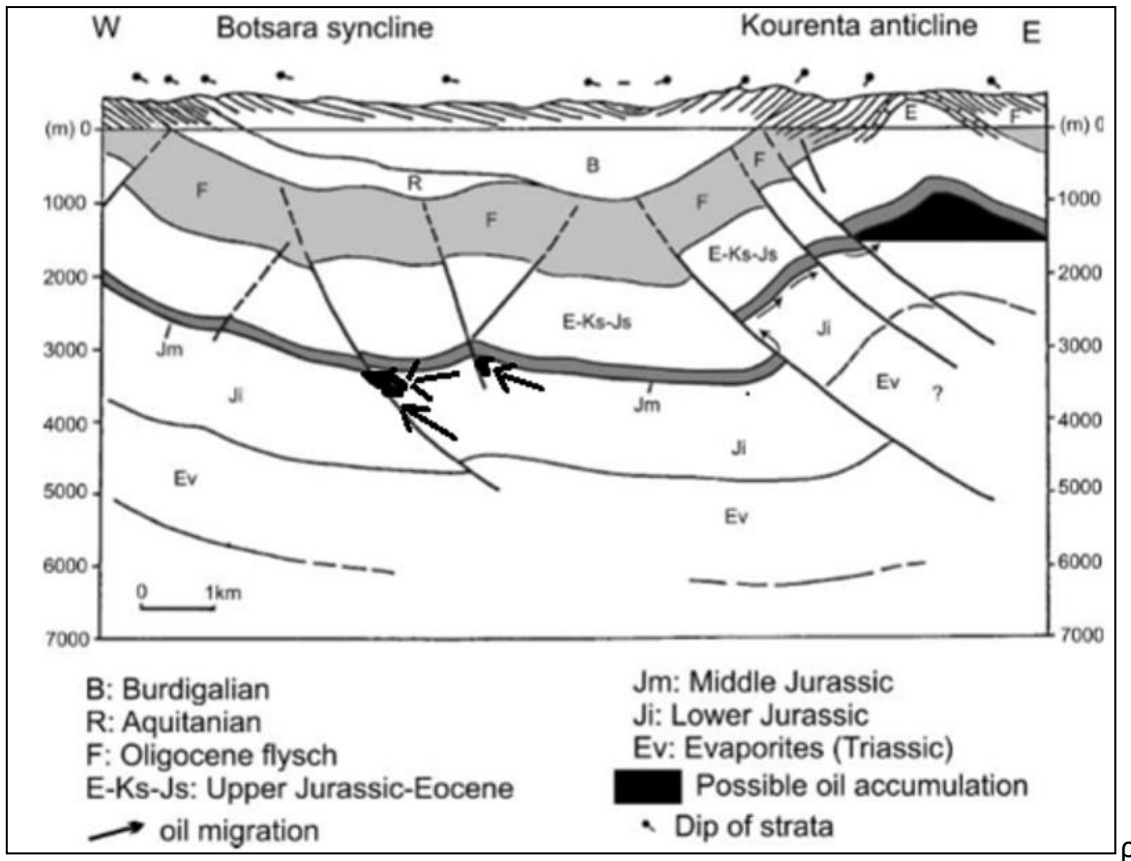 W Botsara syncline Kourenta anticline E
(m) 0 (m) 0
E F
B F
F R
1000 F F 1000
E-Ks-Js
2000 2000
E-Ks-Js
Jm Ji
3000 3000
Ev ?
Ji Jm
4000 4000
Ji
Ev
5000 5000
Ev
6000 6000
0 1km
7000 7000
B: Burdigalian
R: Aquitanian
F: Oligocene flysch
E-Ks-Js: Upper Jurassic-Eocene
oil migration
Jm: Middle Jurassic
Ji: Lower Jurassic
Ev: Evaporites (Triassic)
Possible oil accumulation
Dip of strata